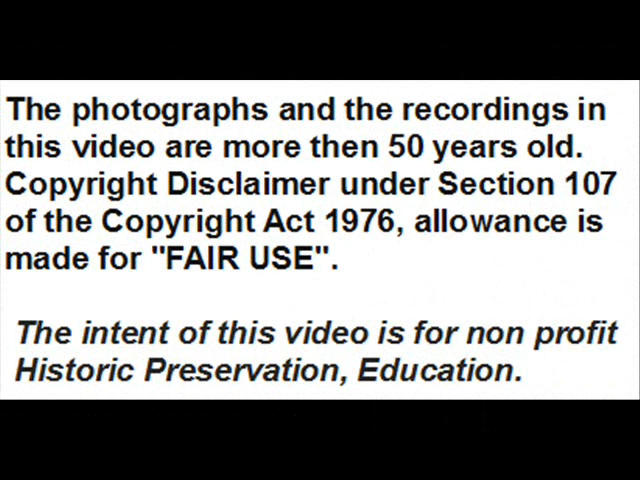 The photographs and the recordings in
this video are more then 50 years old.
Copyright Disclaimer under Section 107
of the Copyright Act 1976, allowance is
made for "FAIR USE".
The intent of this video is for non profit
Historic Preservation, Education.